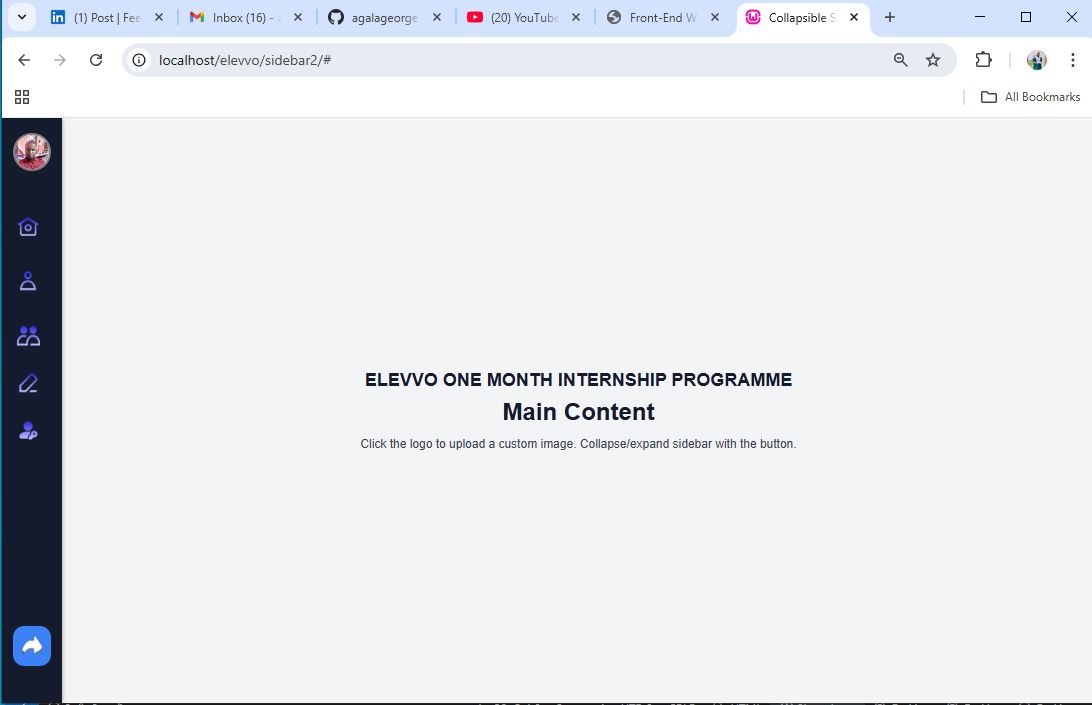 (1) Post | Fee
Inbox (16) -
agalageorge
(20) YouTube
Front-End W
Collapsible S
localhost/elevvo/sidebar2/#
All Bookmarks
ELEVVO ONE MONTH INTERNSHIP PROGRAMME
Main Content
Click the logo to upload a custom image. Collapse/expand sidebar with the button.